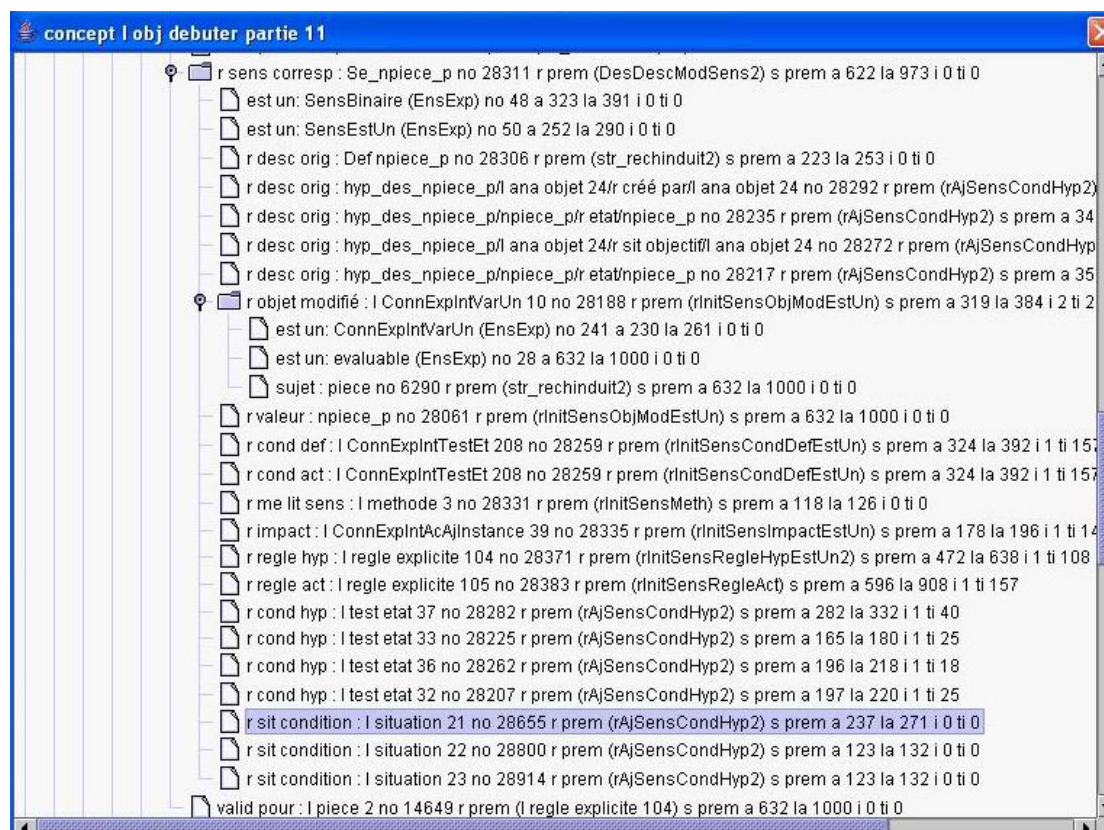 concept I obj debuter partie 11
r sens corresp : Se_npiece_p no 28311 r prem (DesDescModSens2) s prem a 622 la 973 i 0 ti 0
est un: SensBinaire (EnsExp) no 48 a 323 la 391 i 0 ti 0
est un: SensEstUn (EnsExp) no 50 a 252 la 290 i 0 ti 0
r desc orig : Def npiece_p no 28306 r prem (str_rechinduit2) s prem a 223 la 253 i 0 ti 0
r desc orig : hyp_des_npiece_p/I ana objet 24/r créé par/I ana objet 24 no 28292 r prem (rAjSensCondHyp2)
r desc orig : hyp_des_npiece_p/npiece_p/r etat/npiece_p no 28235 r prem (rAjSensCondHyp2) s prem a 34
r desc orig : hyp_des_npiece_p/I ana objet 24/r sit objectif/I ana objet 24 no 28272 r prem (rAjSensCondHyp
r desc orig : hyp_des_npiece_p/npiece_p/r etat/npiece_p no 28217 r prem (rAjSensCondHyp2) s prem a 35
r objet modifié : I ConnExpIntVarUn 10 no 28188 r prem (rInitSensObjModEstUn) s prem a 319 la 384 i 2 ti 2
est un: ConnExpIntVarUn (EnsExp) no 241 a 230 la 261 i 0 ti 0
est un: evaluable (EnsExp) no 28 a 632 la 1000 i 0 ti 0
sujet : piece no 6290 r prem (str_rechinduit2) s prem a 632 la 1000 i 0 ti 0
r valeur : npiece_p no 28061 r prem (rInitSensObjModEstUn) s prem a 632 la 1000 i 0 ti 0
r cond def : I ConnExpIntTestEt 208 no 28259 r prem (rInitSensCondDefEstUn) s prem a 324 la 392 i 1 ti 157
r cond act : I ConnExpIntTestEt 208 no 28259 r prem (rInitSensCondDefEstUn) s prem a 324 la 392 i 1 ti 157
r me lit sens : I methode 3 no 28331 r prem (rInitSensMeth) s prem a 118 la 126 i 0 ti 0
r impact : I ConnExpIntAcAjInstance 39 no 28335 r prem (rInitSensImpactEstUn) s prem a 178 la 196 i 1 ti 14
r regle hyp : I regle explicite 104 no 28371 r prem (rInitSensRegleHypEstUn2) s prem a 472 la 638 i 1 ti 108
r regle act : I regle explicite 105 no 28383 r prem (rInitSensRegleAct) s prem a 596 la 908 i 1 ti 157
r cond hyp : I test etat 37 no 28282 r prem (rAjSensCondHyp2) s prem a 282 la 332 i 1 ti 40
r cond hyp : I test etat 33 no 28225 r prem (rAjSensCondHyp2) s prem a 165 la 180 i 1 ti 25
r cond hyp : I test etat 36 no 28262 r prem (rAjSensCondHyp2) s prem a 196 la 218 i 1 ti 18
r cond hyp : I test etat 32 no 28207 r prem (rAjSensCondHyp2) s prem a 197 la 220 i 1 ti 25
r sit condition : I situation 21 no 28655 r prem (rAjSensCondHyp2) s prem a 237 la 271 i 0 ti 0
r sit condition : I situation 22 no 28800 r prem (rAjSensCondHyp2) s prem a 123 la 132 i 0 ti 0
r sit condition : I situation 23 no 28914 r prem (rAjSensCondHyp2) s prem a 123 la 132 i 0 ti 0
valid pour : I piece 2 no 14649 r prem (I regle explicite 104) s prem a 632 la 1000 i 0 ti 0